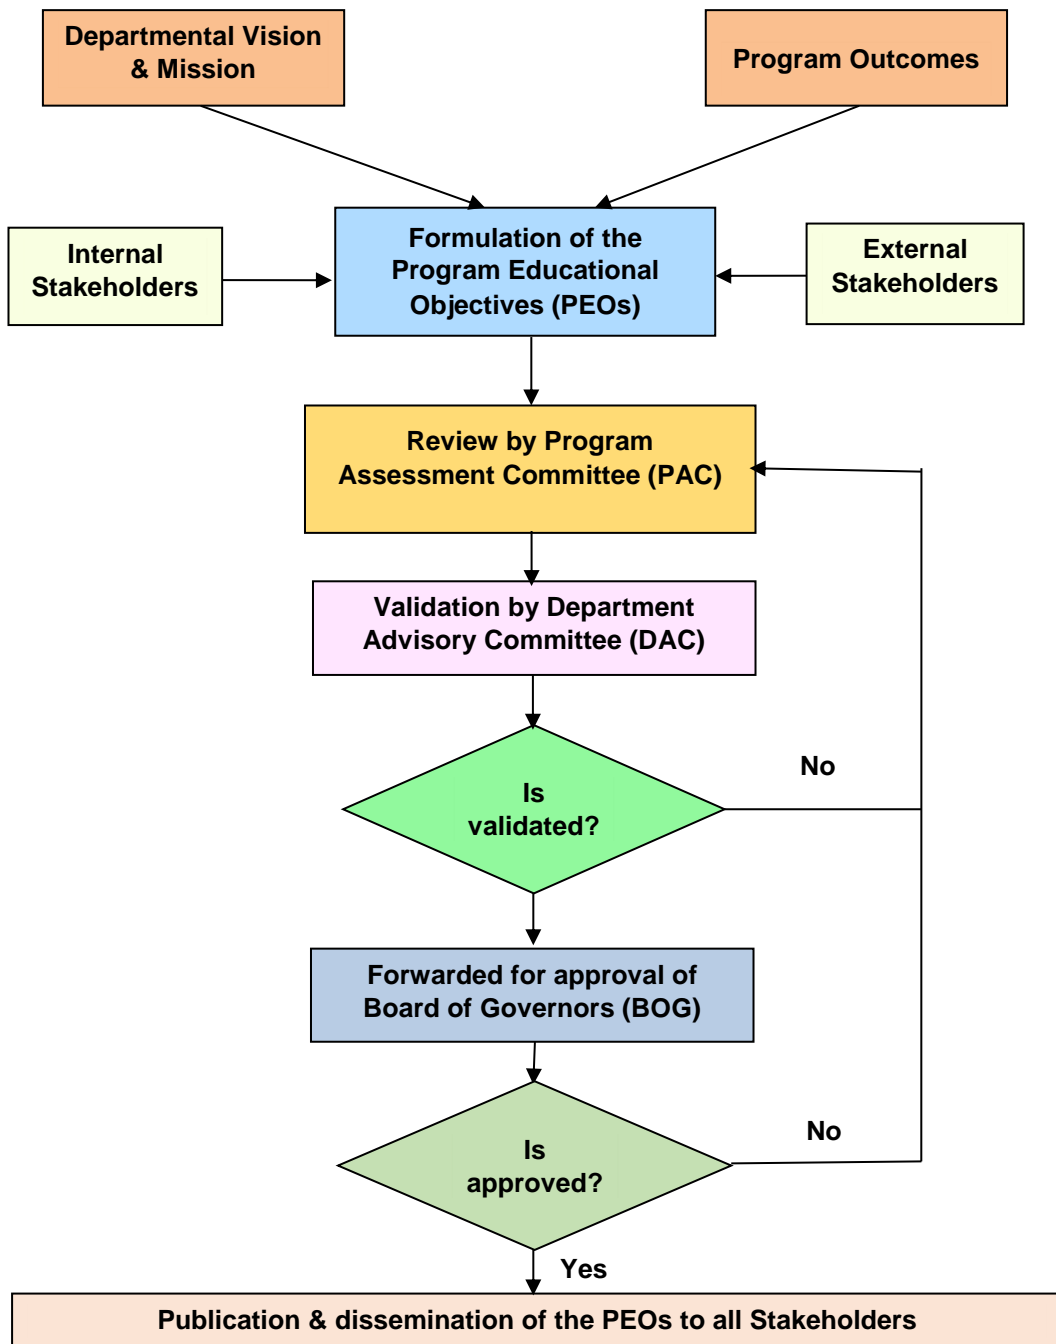 Departmental Vision
& Mission
Program Outcomes
Internal
Stakeholders
Formulation of the
Program Educational
Objectives (PEOs)
External
Stakeholders
Review by Program
Assessment Committee (PAC)
Validation by Department
Advisory Committee (DAC)
Is
validated?
No
Forwarded for approval of
Board of Governors (BOG)
Is
approved?
No
Yes
Publication & dissemination of the PEOs to all Stakeholders